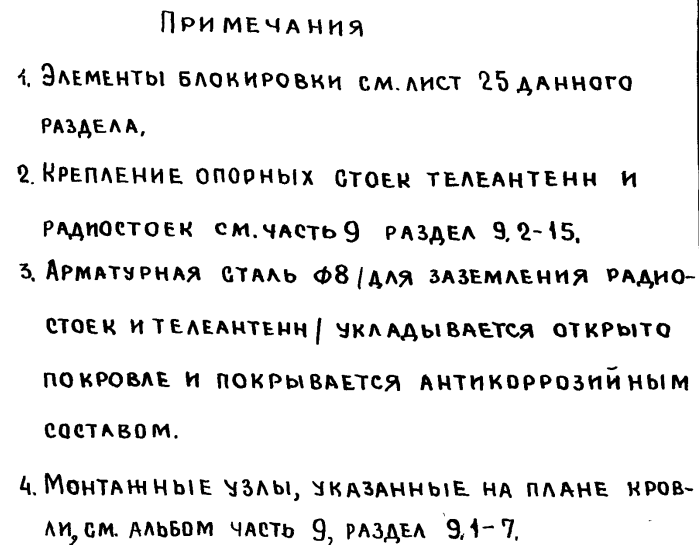 Примечания
1. Элементы блокировки см. лист 25 данного
раздела.
2. Крепление опорных стоек телеантенн и
радиостоек см. часть 9 раздел 9.2-15.
3. Арматурная сталь Ф8 /для заземления радио-
стоек и телеантенн/ укладывается открыто
по кровле и покрывается антикоррозийным
составом.
4. Монтажные узлы, указанные на плане кров-
ли, см. альбом часть 9, раздел 9.1-7.